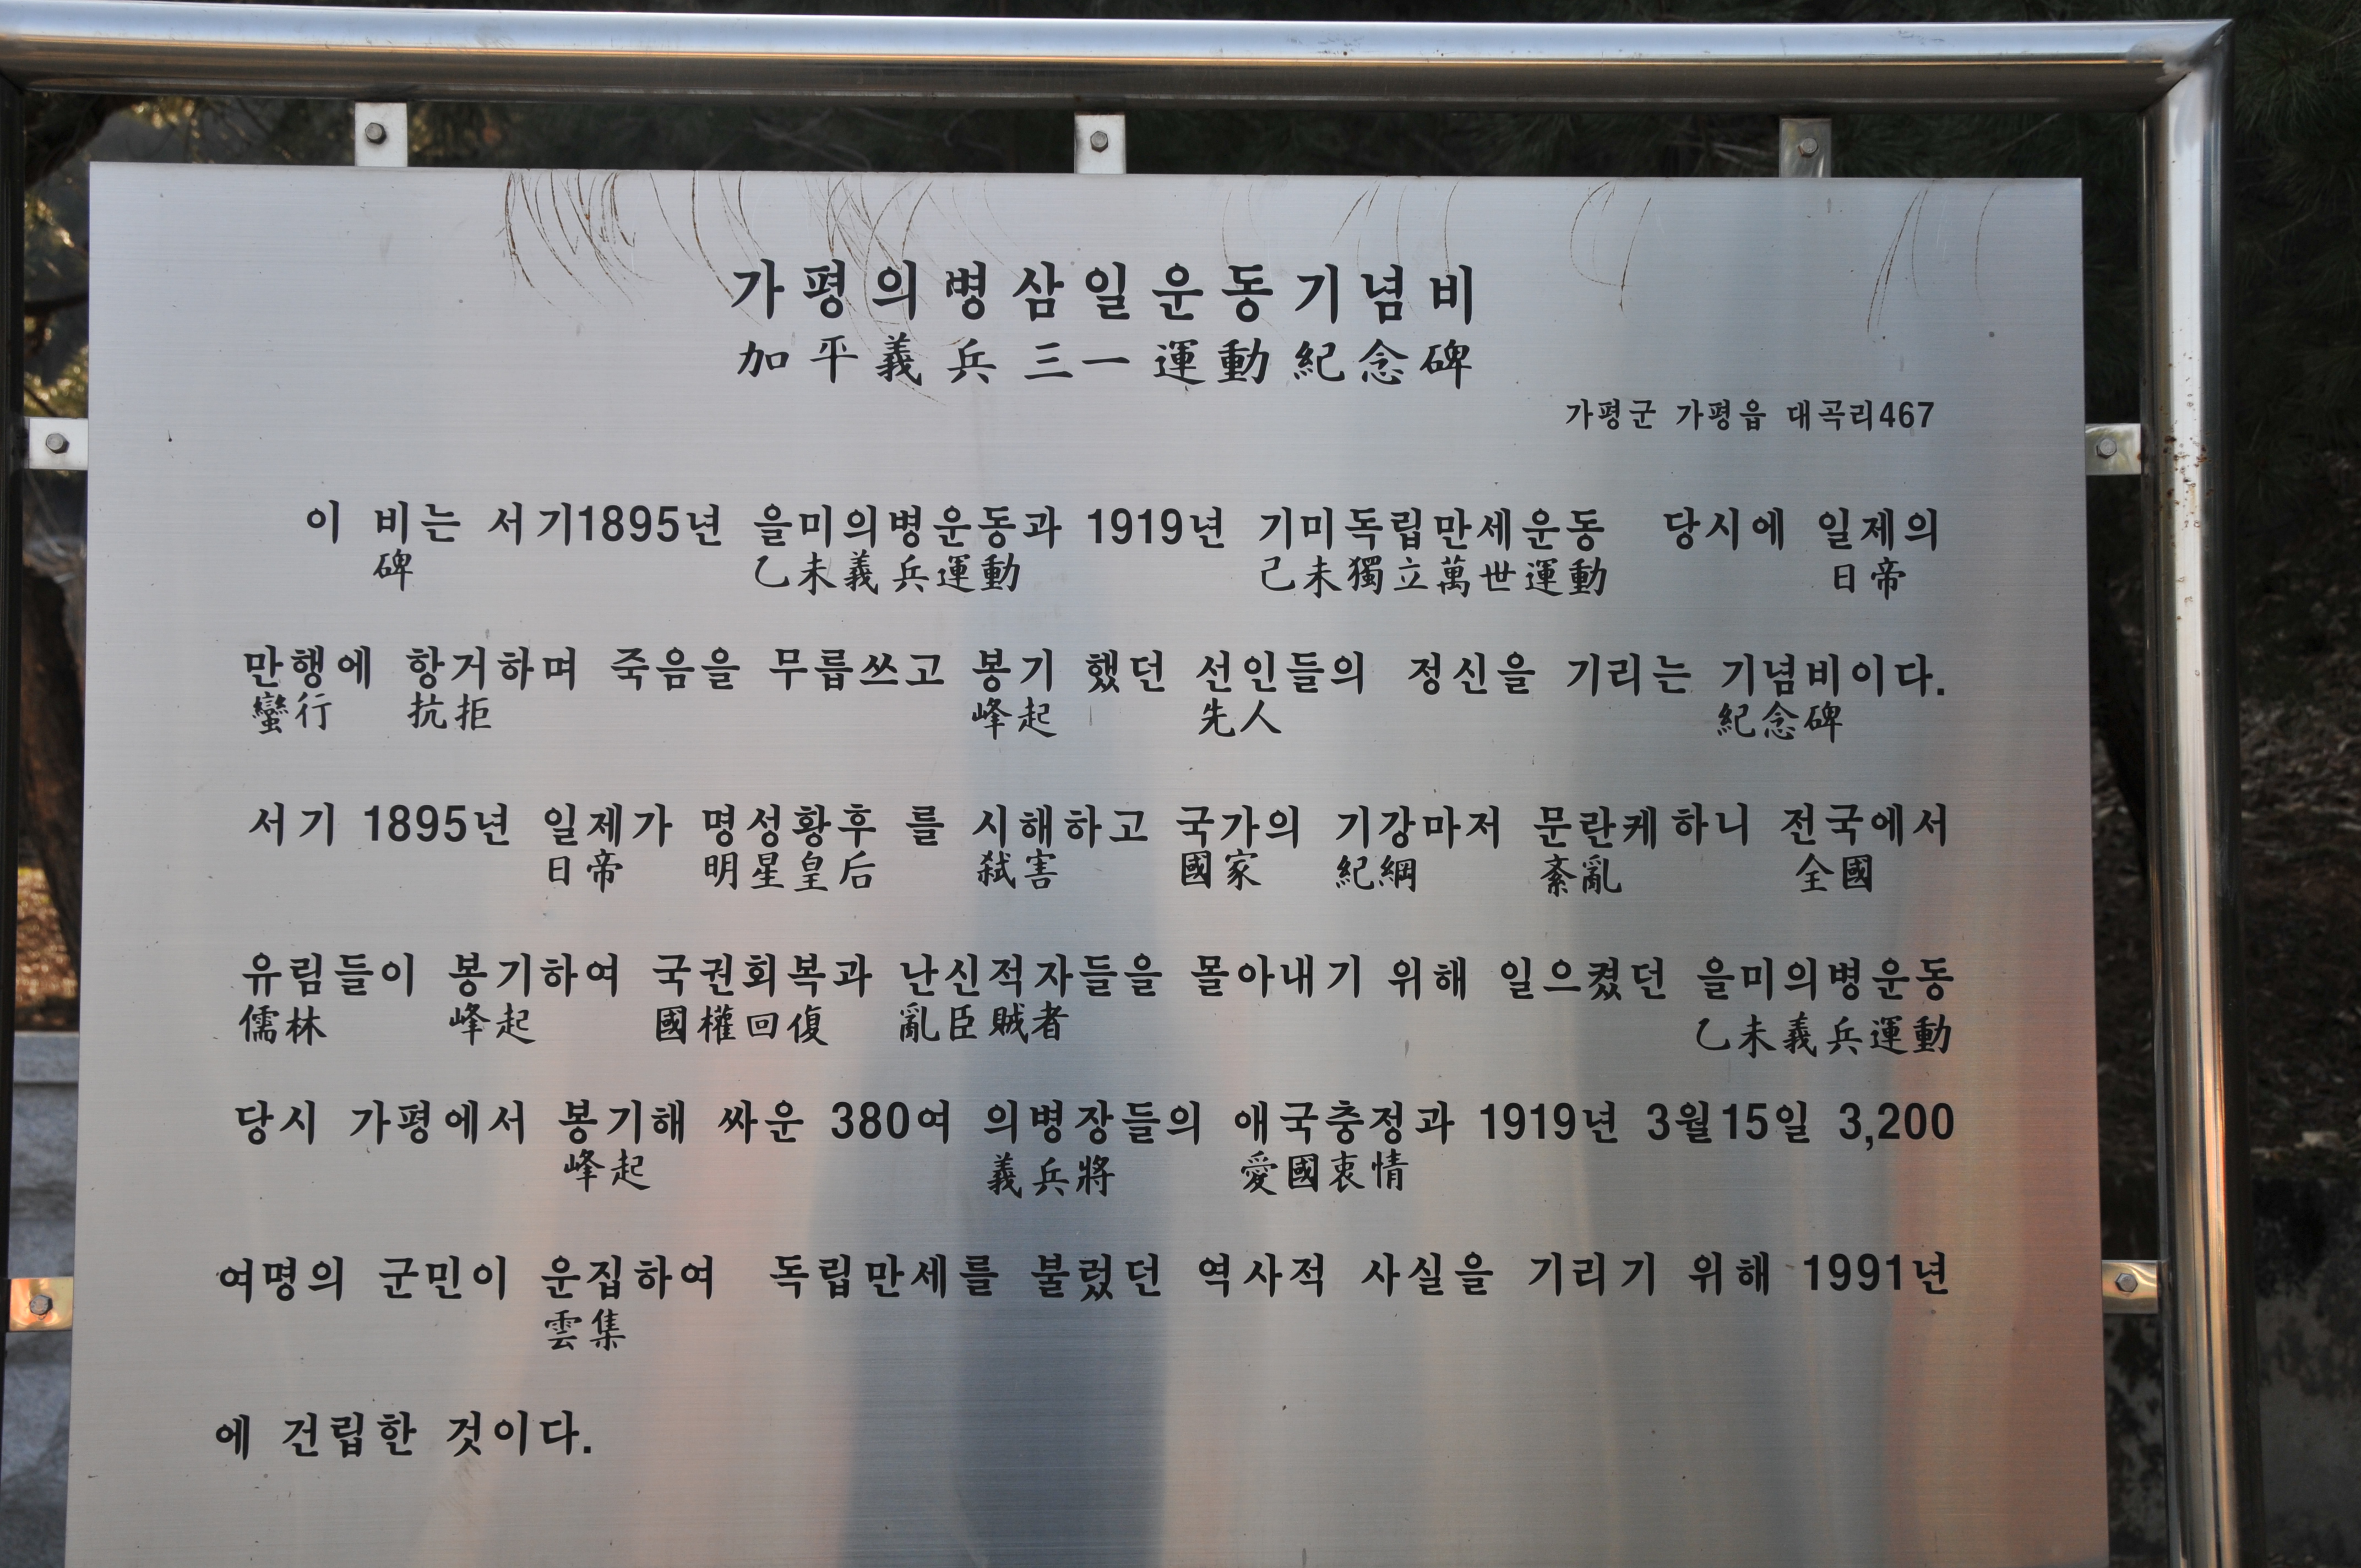 가평의병삼일운동기념비
加平義兵三一運動紀念碑
가평군 가평읍 대곡리467
이 비는 서기1895년 을미의병운동과 1919년 기미독립만세운동 당시에 일제의
碑 乙未義兵運動 己未獨立萬世運動 日帝
만행에 항거하며 죽음을 무릅쓰고 봉기 했던 선인들의 정신을 기리는 기념비이다.
蠻行 抗拒 峰起 先人 紀念碑
서기 1895년 일제가 명성황후 를 시해하고 국가의 기강마저 문란케하니 전국에서
日帝 明星皇后 弑害 國家 紀綱 紊亂 全國
유림들이 봉기하여 국권회복과 난신적자들을 몰아내기 위해 일으켰던 을미의병운동
儒林 峰起 國權回復 亂臣賊者 乙未義兵運動
당시 가평에서 봉기해 싸운 380여 의병장들의 애국충정과 1919년 3월15일 3,200
峰起 義兵將 愛國衷情
여명의 군민이 운집하여 독립만세를 불렀던 역사적 사실을 기리기 위해 1991년
雲集
에 건립한 것이다.